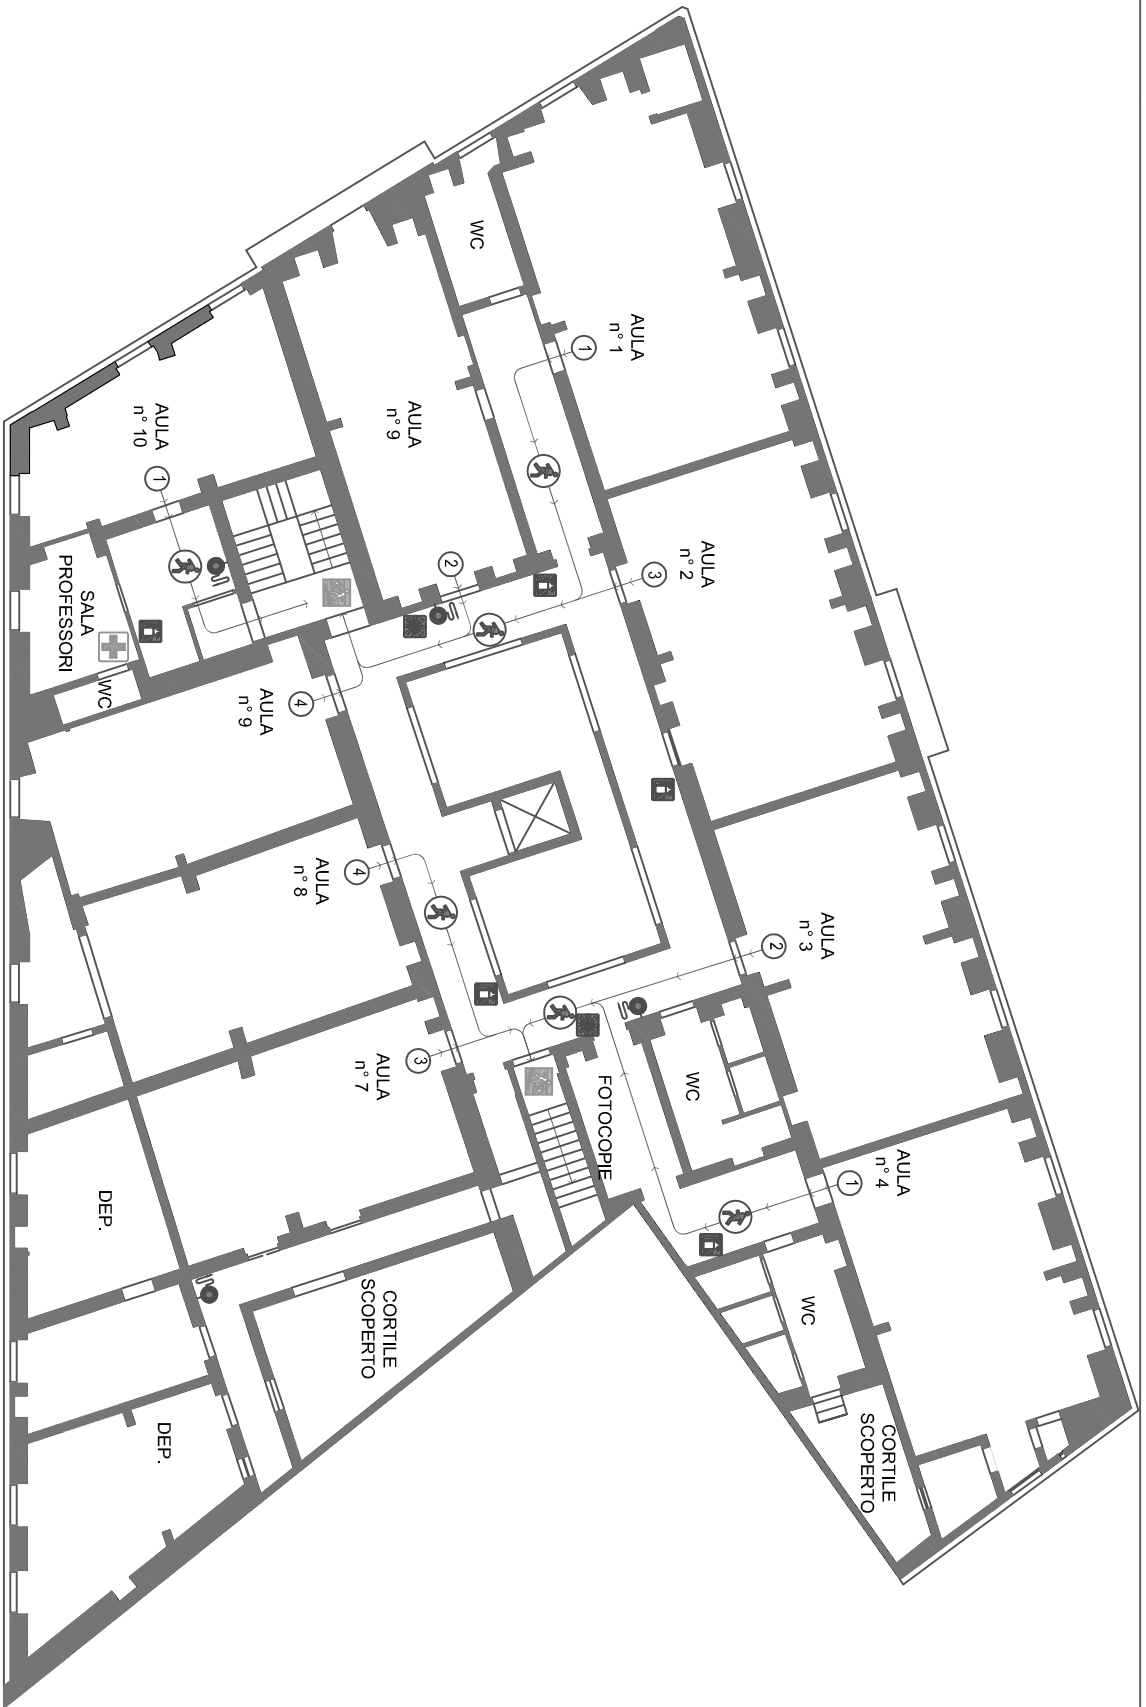 WC
AULA
n° 1
1
AULA
n° 9
AULA
n° 10
1
2
AULA
n° 2
3
SALA
PROFESSORI
WC
AULA
n° 9
4
AULA
n° 8
4
AULA
n° 3
2
AULA
n° 7
3
FOTOCOPIE
WC
AULA
n° 4
1
DEP.
CORTILE
SCOPERTO
WC
DEP.
CORTILE
SCOPERTO